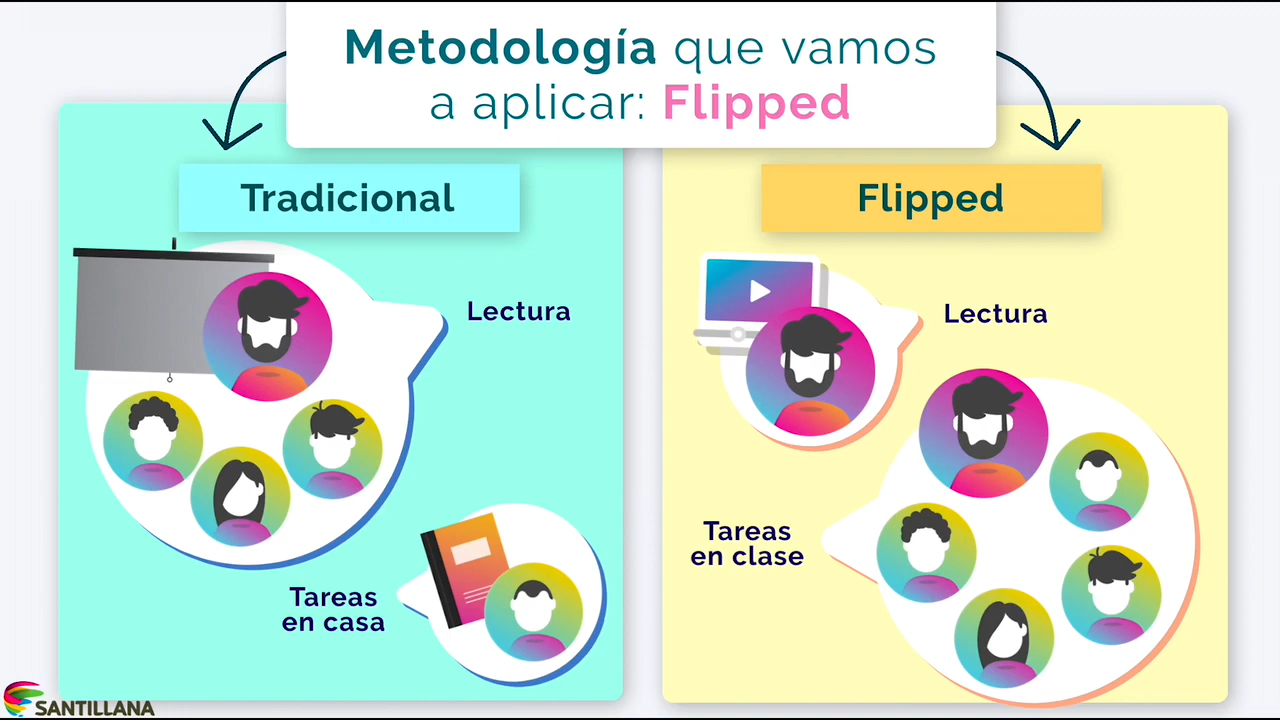 Metodología que vamos
a aplicar: Flipped
Tradicional
Lectura
Tareas
en casa
Flipped
Lectura
Tareas
en clase
SANTILLANA